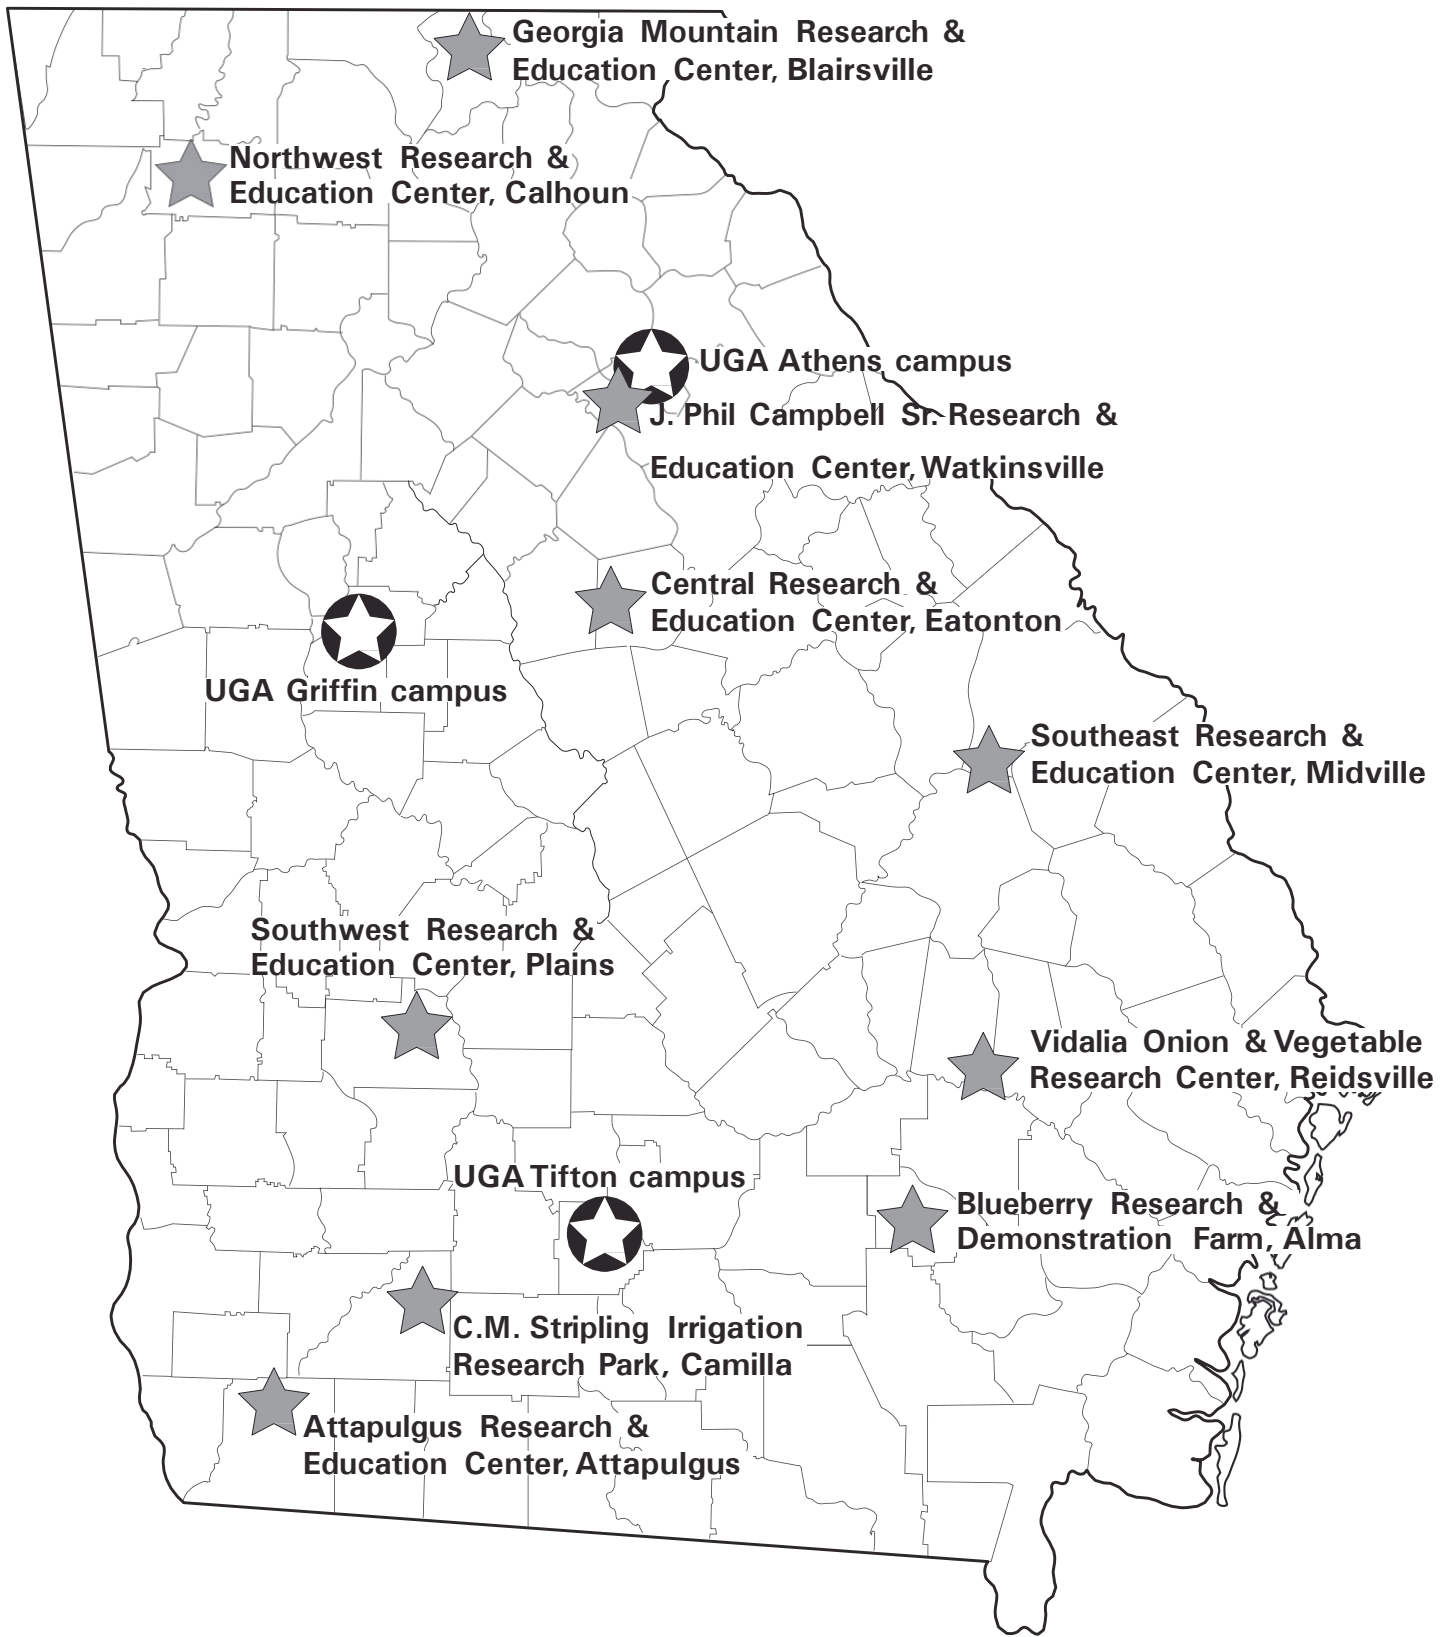 Georgia Mountain Research &
Education Center, Blairsville
Northwest Research &
Education Center, Calhoun
UGA Athens campus
J. Phil Campbell Sr. Research &
Education Center, Watkinsville
Central Research &
Education Center, Eatonton
UGA Griffin campus
Southeast Research &
Education Center, Midville
Southwest Research &
Education Center, Plains
Vidalia Onion & Vegetable
Research Center, Reidsville
UGA Tifton campus
Blueberry Research &
Demonstration Farm, Alma
C.M. Stripling Irrigation
Research Park, Camilla
Attapulgus Research &
Education Center, Attapulgus